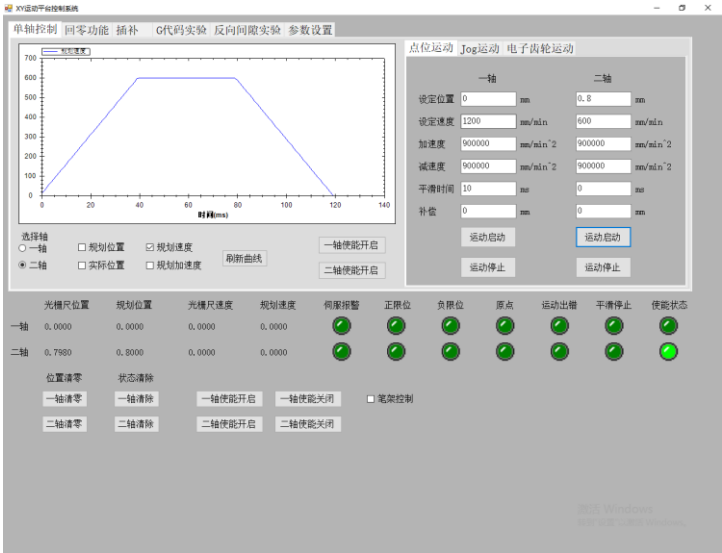 XY运动平台控制系统
单轴控制 回零功能 插补 G代码实验 反向间隙实验 参数设置
规划速度
700
600
500
400
300
200
100
0
0 20 40 60 80 100 120 140
时间(ms)
选择轴
一轴
二轴
规划位置 规划速度
实际位置 规划加速度
刷新曲线
一轴使能开启
二轴使能开启
点位运动 Jog运动 电子齿轮运动
一轴 二轴
设定位置 0 mm 0.8 mm
设定速度 1200 mm/min 600 mm/min
加速度 900000 mm/min^2 900000 mm/min^2
减速度 900000 mm/min^2 900000 mm/min^2
平滑时间 10 ms 0 ms
补偿 0 mm 0 mm
运动启动 运动启动
运动停止 运动停止
光栅尺位置 规划位置 光栅尺速度 规划速度 伺服报警 正限位 负限位 原点 运动出错 平滑停止 使能状态
一轴 0.0000 0.0000 0.0000 0.0000
二轴 0.7980 0.8000 0.0000 0.0000
位置清零 状态清除
一轴清零 一轴清除 一轴使能开启 一轴使能关闭 笔架控制
二轴清零 二轴清除 二轴使能开启 二轴使能关闭
激活 Windows